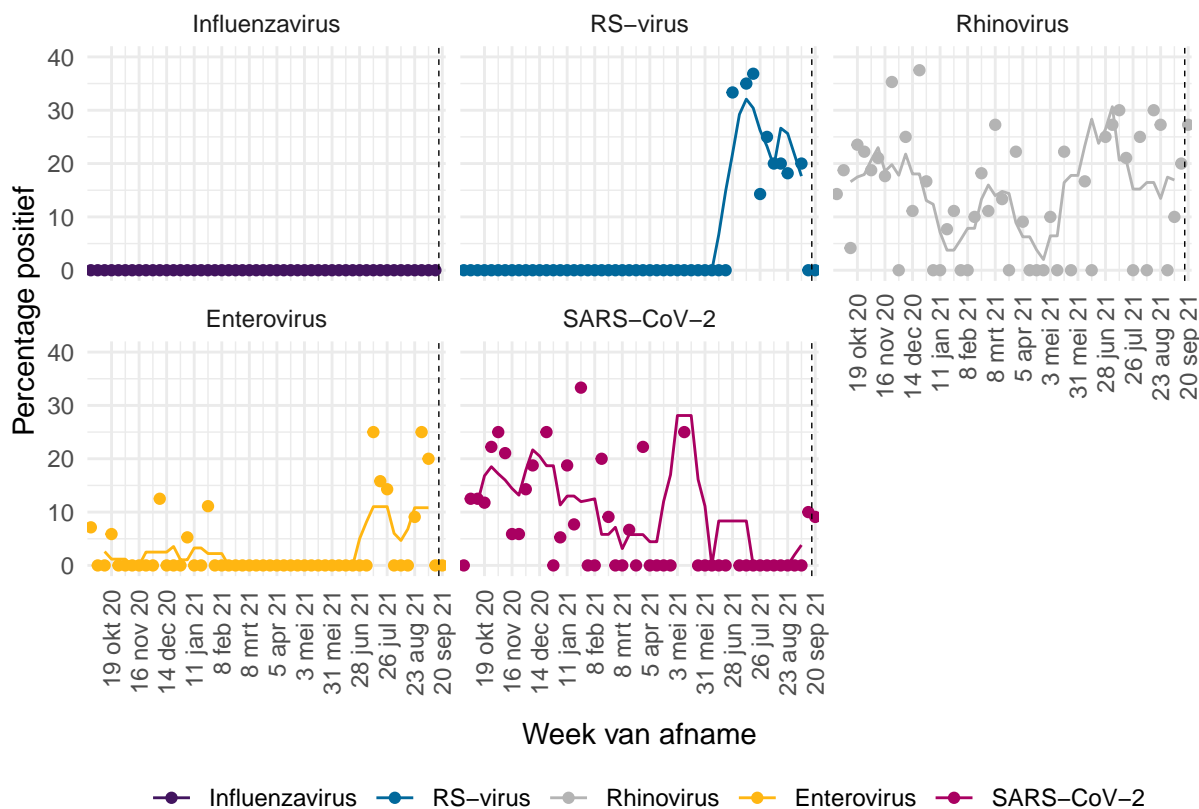 Influenzavirus
RS−virus
Rhinovirus
Percentage positief
40
30
20
10
0
19 okt 20
16 nov 20
14 dec 20
11 jan 21
8 feb 21
8 mrt 21
5 apr 21
3 mei 21
31 mei 21
28 jun 21
26 jul 21
23 aug 21
20 sep 21
Enterovirus
SARS−CoV−2
40
30
20
10
0
19 okt 20
16 nov 20
14 dec 20
11 jan 21
8 feb 21
8 mrt 21
5 apr 21
3 mei 21
31 mei 21
28 jun 21
26 jul 21
23 aug 21
20 sep 21
19 okt 20
16 nov 20
14 dec 20
11 jan 21
8 feb 21
8 mrt 21
5 apr 21
3 mei 21
31 mei 21
28 jun 21
26 jul 21
23 aug 21
20 sep 21
Week van afname
Influenzavirus RS−virus Rhinovirus Enterovirus SARS−CoV−2